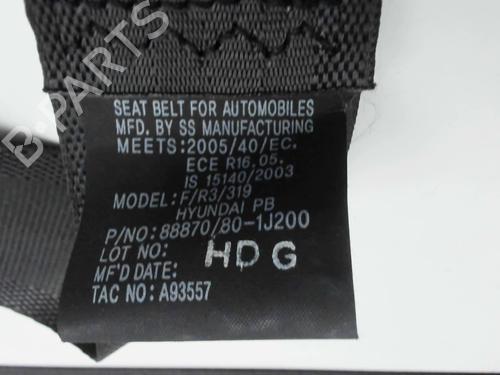 SEAT BELT FOR AUTOMOBILES
MFD. BY SS MANUFACTURING
MEETS:2005/40/EC.
ECE R16.05.
IS 15140/2003
MODEL: F/R3/319
HYUNDAI PB
P/NO: 88870/80-1J200
LOT NO:
HDG
MF'D DATE:
TAC NO: A93557
B-PARTS